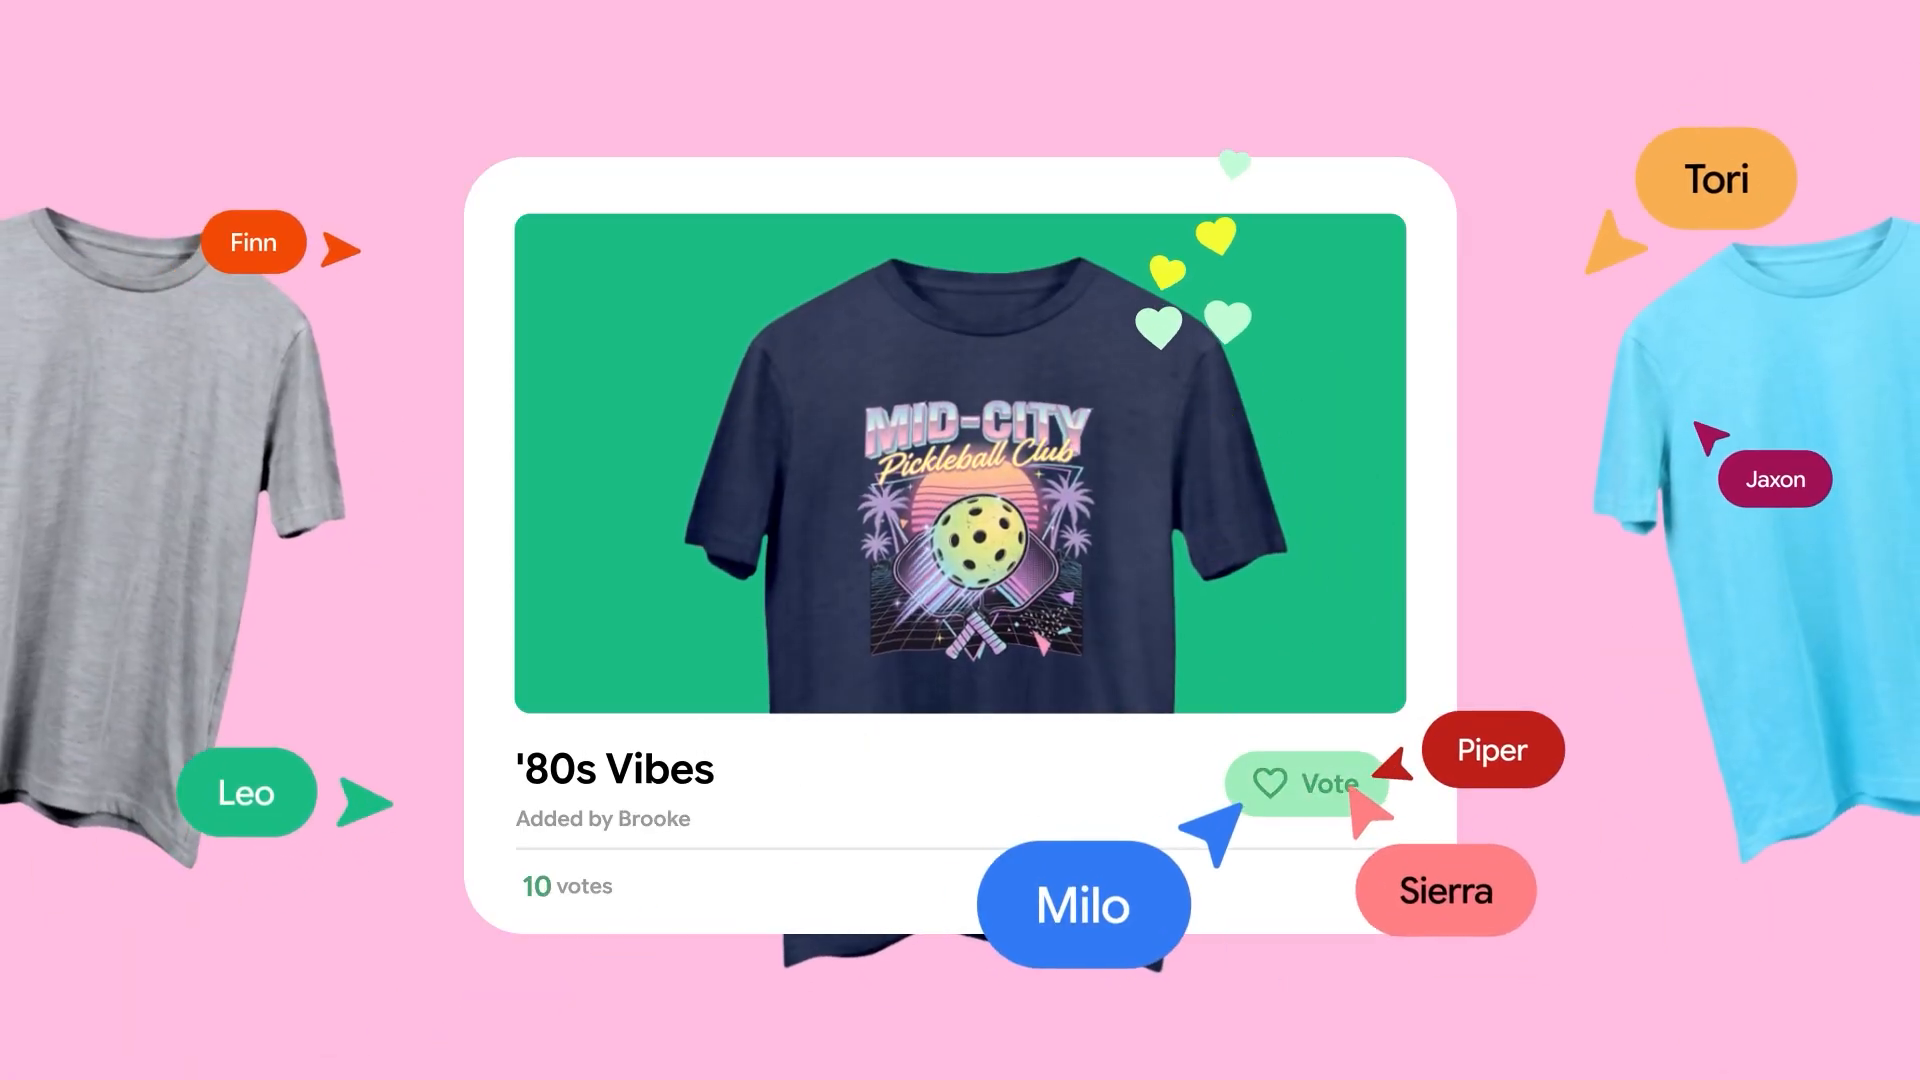 Tori
Finn
MID-CITY
Pickleball Club
Jaxon
Piper
'80s Vibes
Vote
Leo
Added by Brooke
10 votes
Milo
Sierra